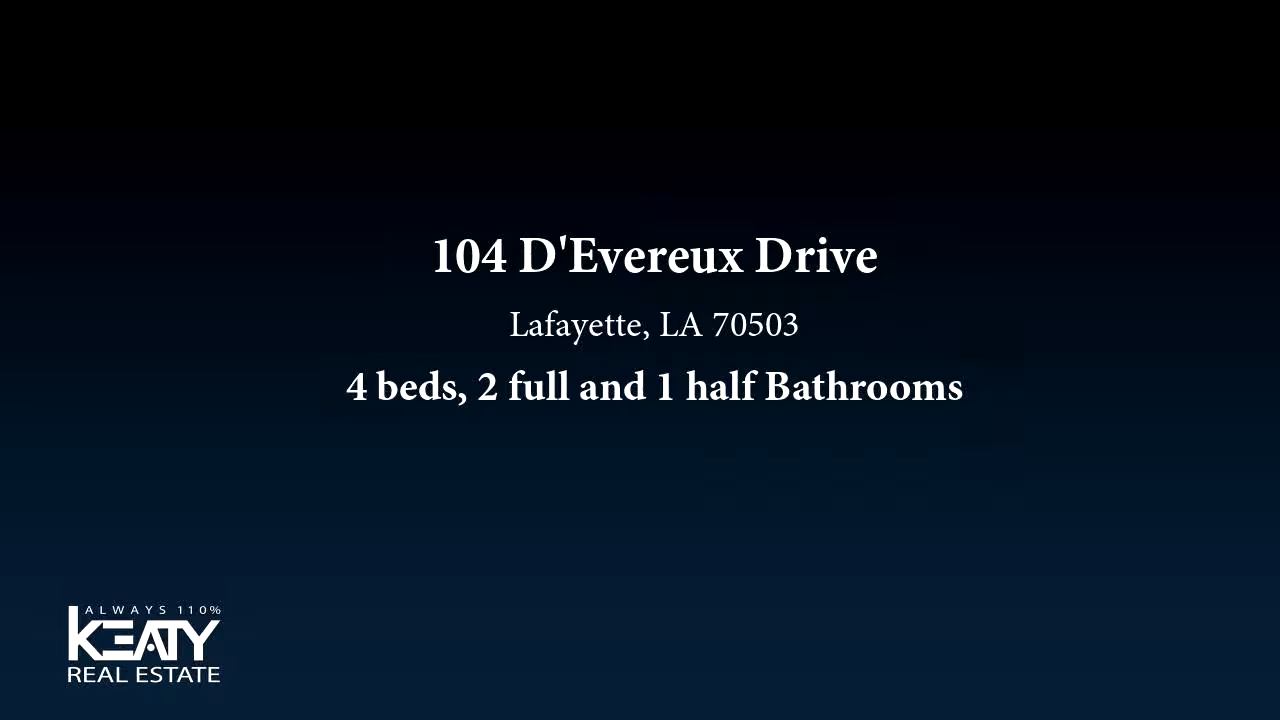 104 D'Evereux Drive
Lafayette, LA 70503
4 beds, 2 full and 1 half Bathrooms
ALWAYS 110%
KEATY
REAL ESTATE